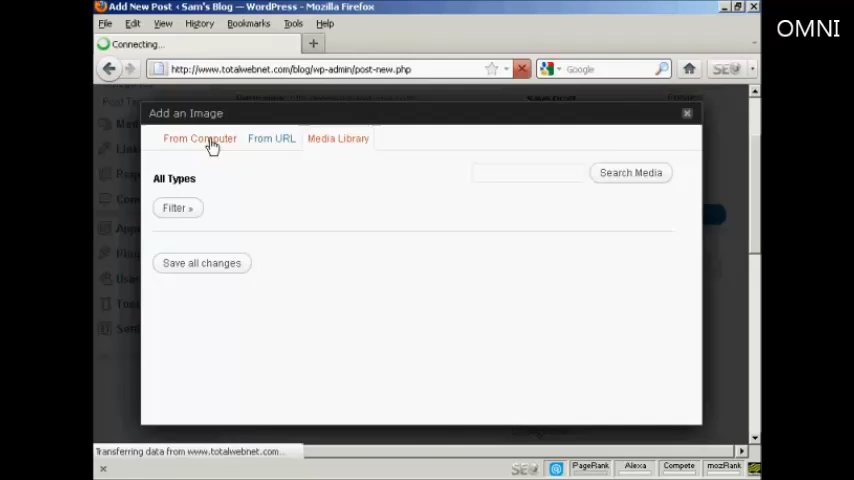 Add New Post ‹ Sam's Blog — WordPress - Mozilla Firefox
OMNI
File Edit View History Bookmarks Tools Help
Connecting...
http://www.totalwebnet.com/blog/wp-admin/post-new.php
Google
Add an Image
From Computer From URL Media Library
All Types
Search Media
Filter »
Save all changes
Transferring data from www.totalwebnet.com...
PageRank Alexa Compete mozRank